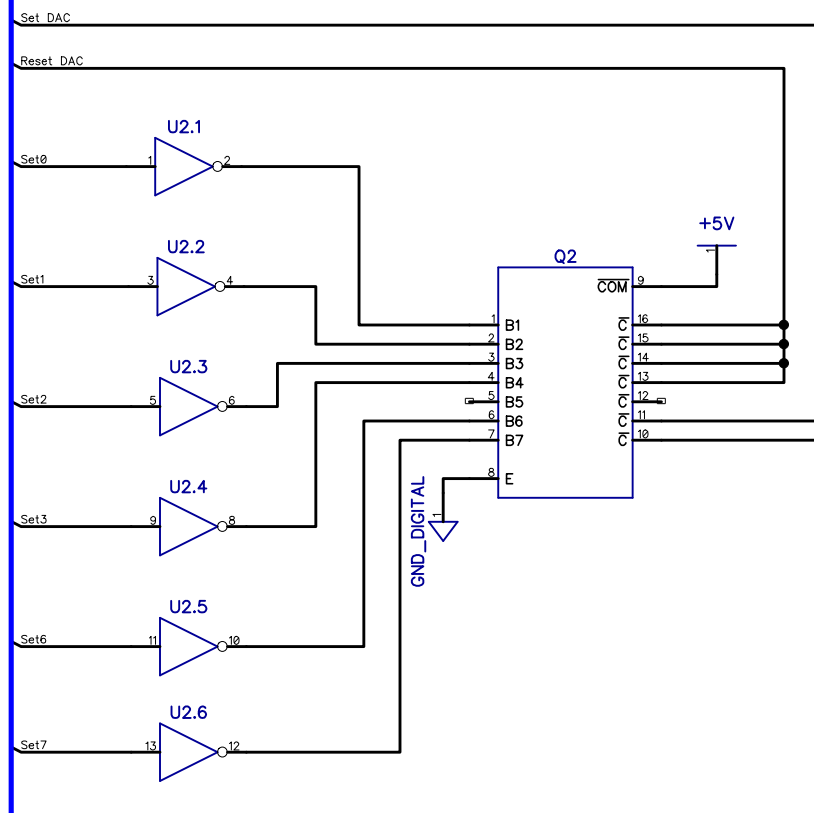 Set DAC
Reset DAC
U2.1
Set0 1 2
+5V
1
U2.2
Q2
Set1 3 4
COM 9
1 B1 C 16
2 B2 C 15
U2.3
3 B3 C 14
4 B4 C 13
Set2 5 6
5 B5 C 12
6 B6 C 11
7 B7 C 10
U2.4
8 E
GND_DIGITAL
1
Set3 9 8
U2.5
Set6 11 10
U2.6
Set7 13 12